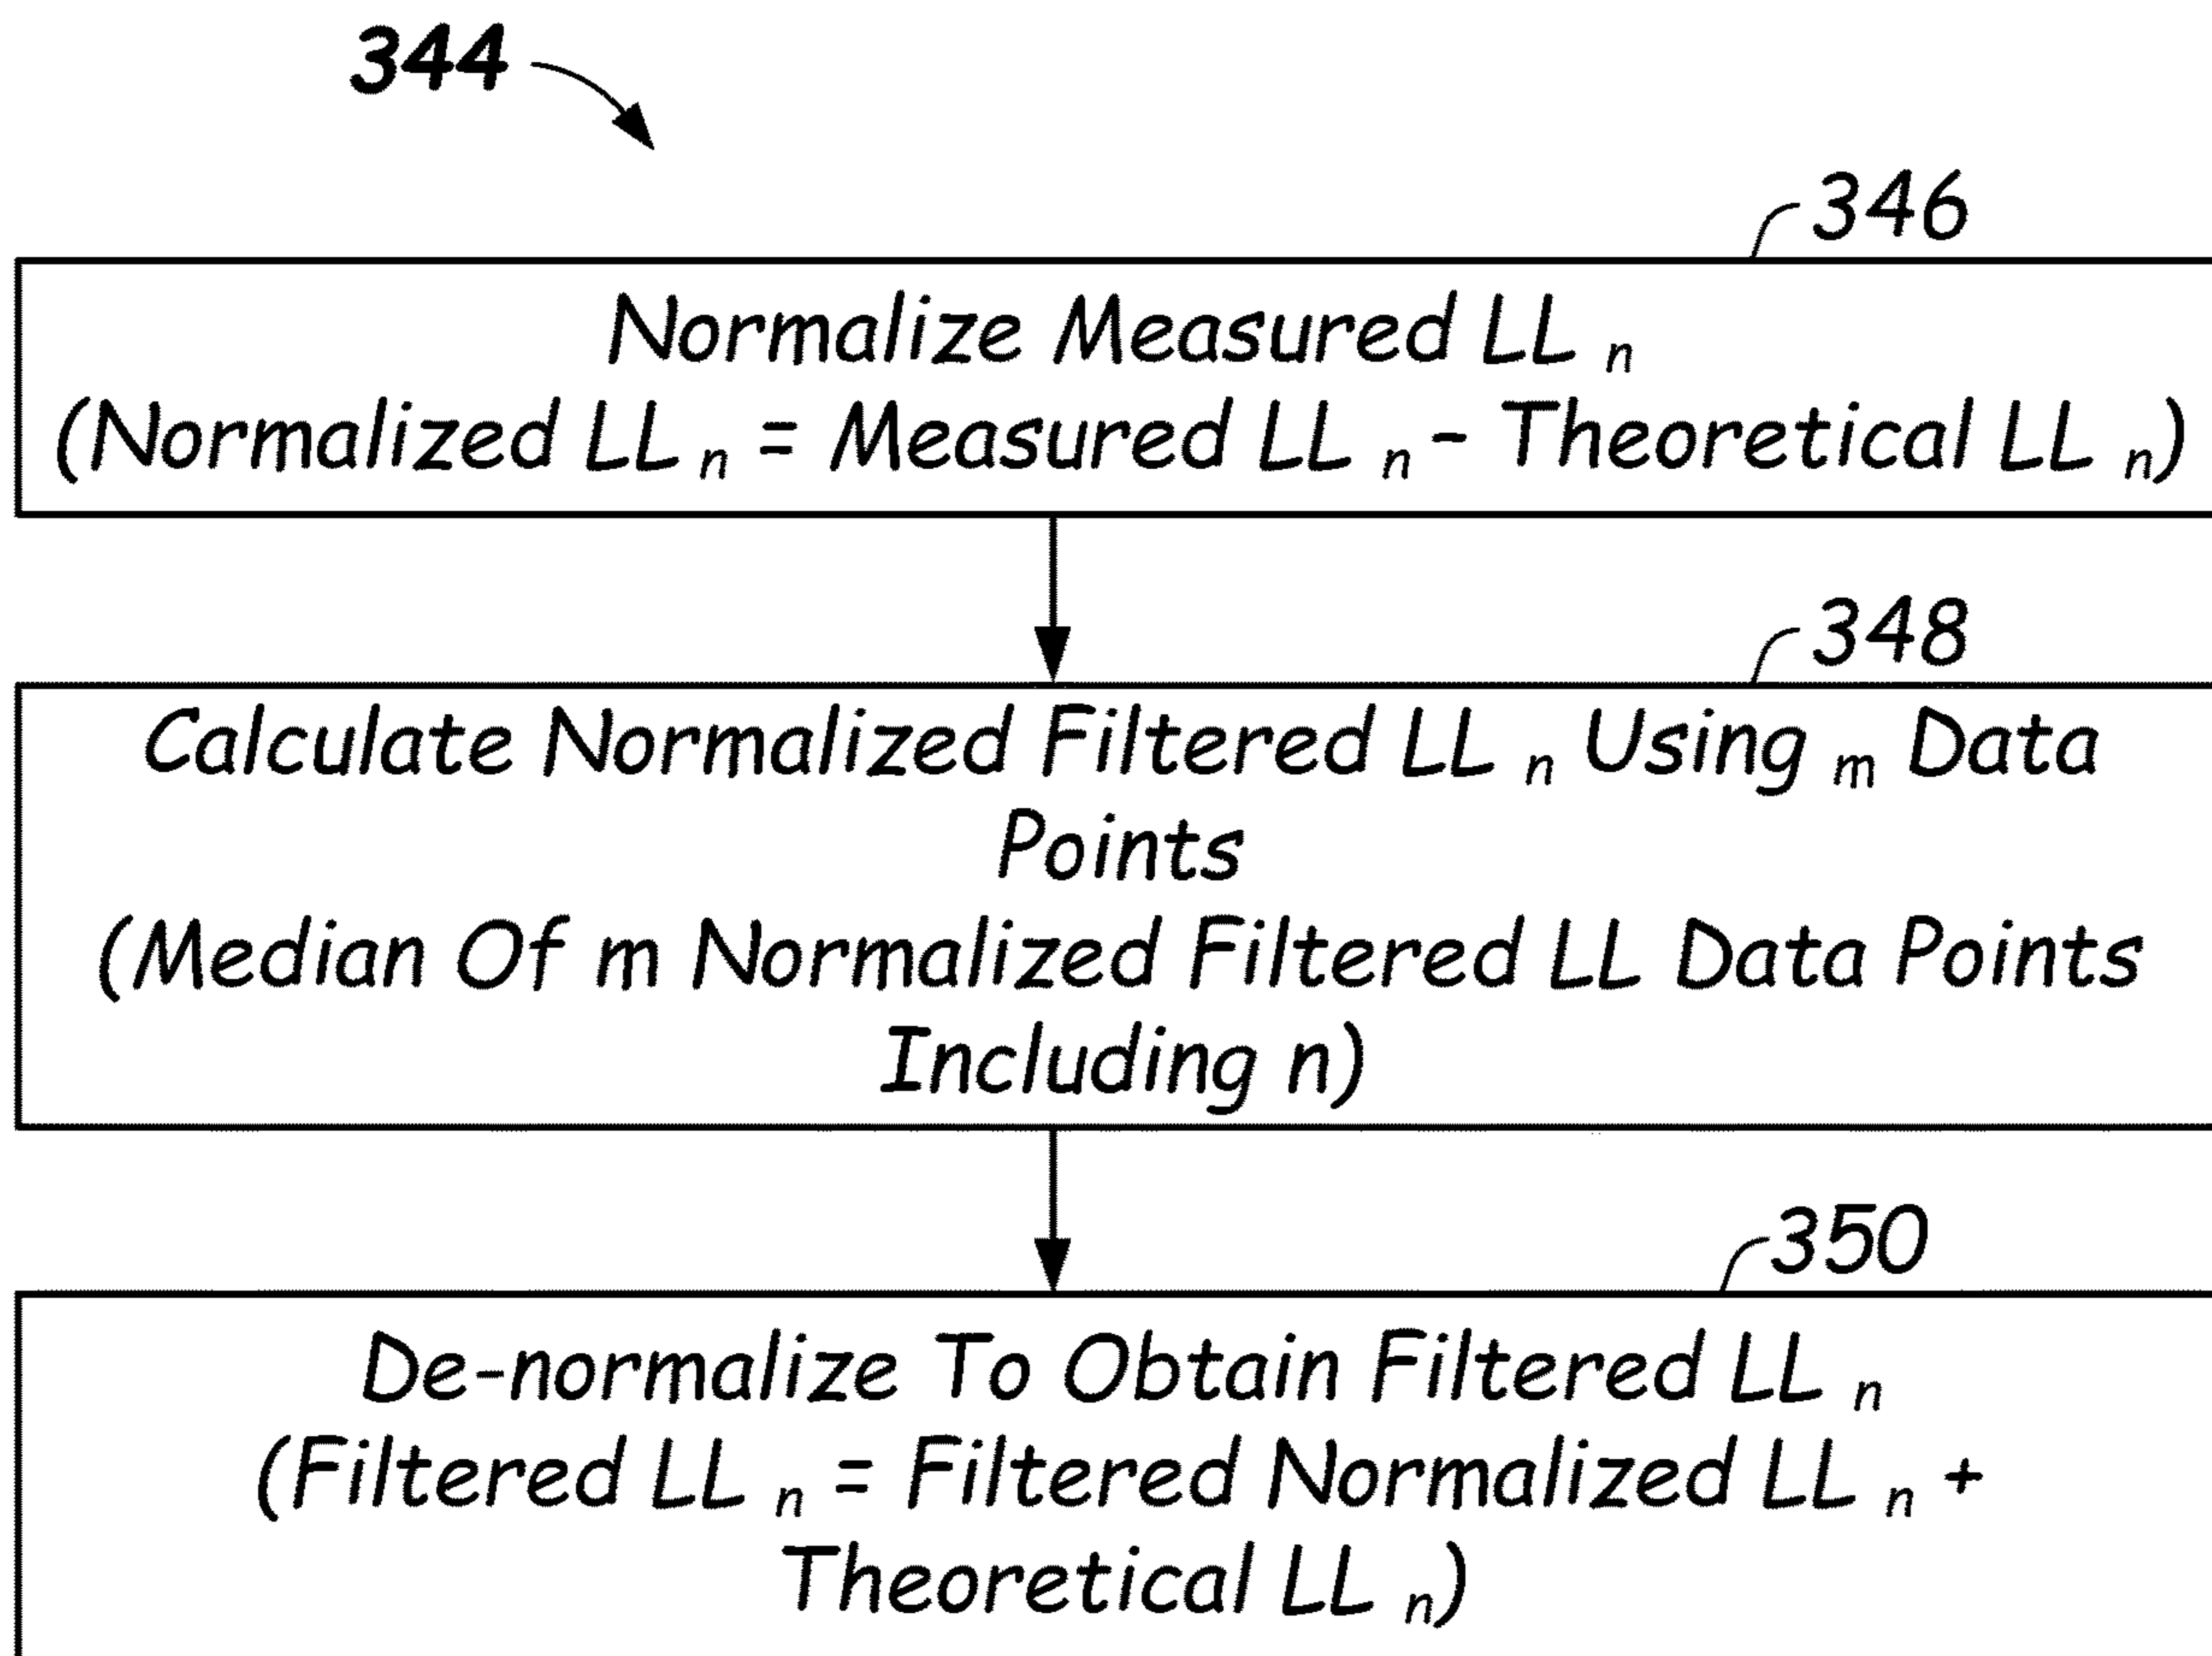 344
346
Normalize Measured LL n
(Normalized LL n = Measured LL n - Theoretical LL n)
348
Calculate Normalized Filtered LL n Using m Data
Points
(Median Of m Normalized Filtered LL Data Points
Including n)
350
De-normalize To Obtain Filtered LL n
(Filtered LL n = Filtered Normalized LL n +
Theoretical LL n)